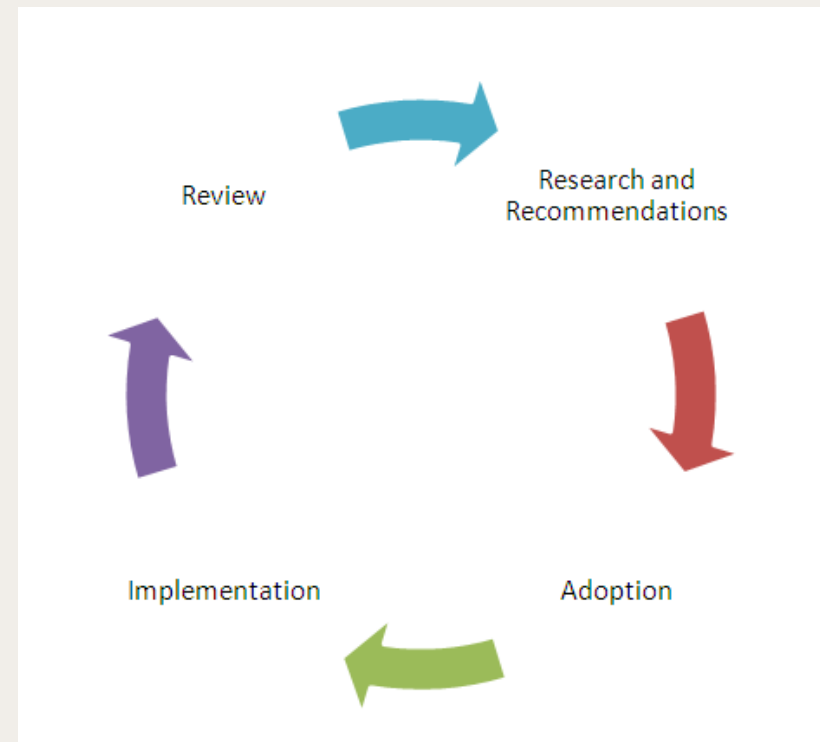 Review
Research and
Recommendations
Implementation
Adoption